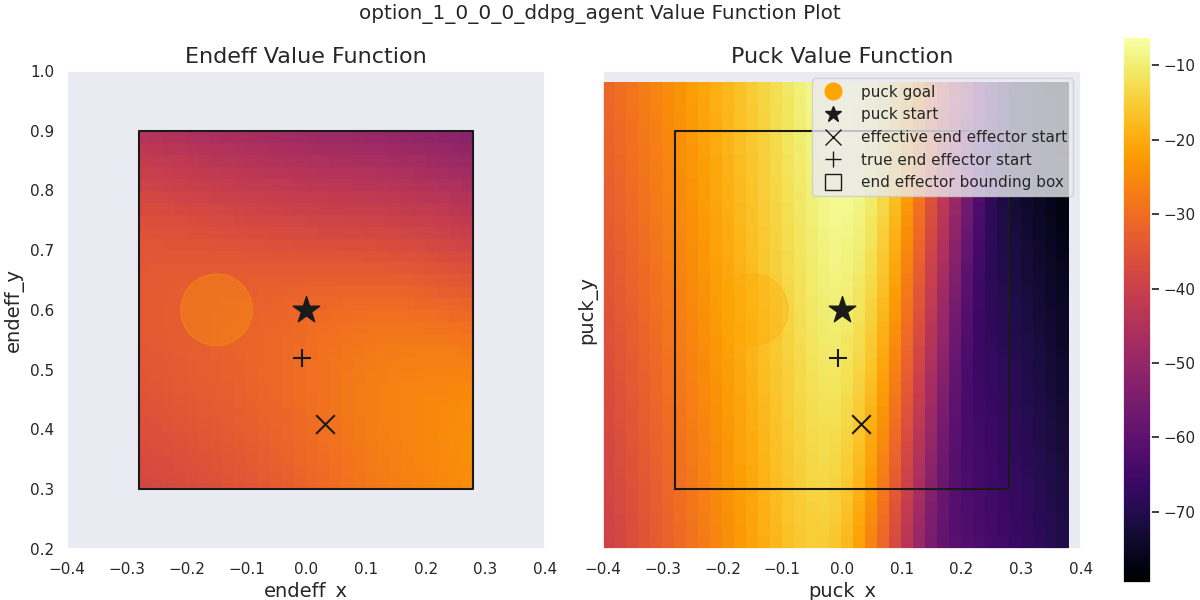 option_1_0_0_0_ddpg_agent Value Function Plot
Endeff Value Function
1.0
0.9
0.8
0.7
0.6
0.5
0.4
0.3
0.2
endeff_y
−0.4 −0.3 −0.2 −0.1 0.0 0.1 0.2 0.3 0.4
endeff_x
Puck Value Function
puck goal
puck start
effective end effector start
true end effector start
end effector bounding box
puck_y
−0.4 −0.3 −0.2 −0.1 0.0 0.1 0.2 0.3 0.4
puck_x
−10
−20
−30
−40
−50
−60
−70